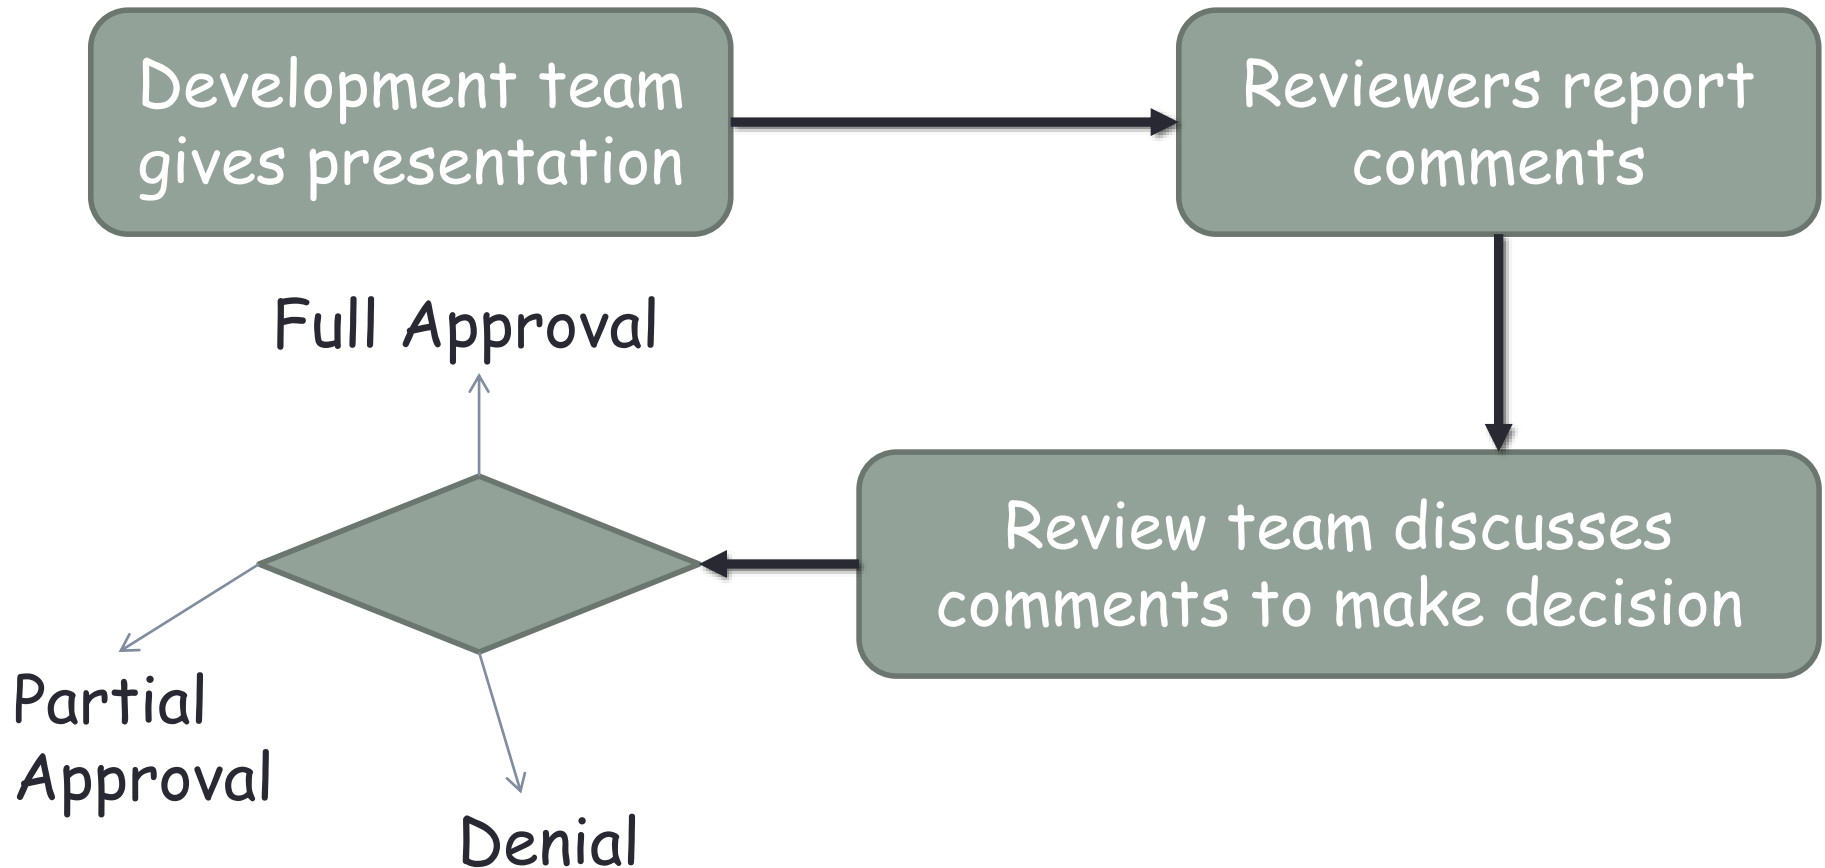 Development team
gives presentation
Reviewers report
comments
Full Approval
Review team discusses
comments to make decision
Partial
Approval
Denial